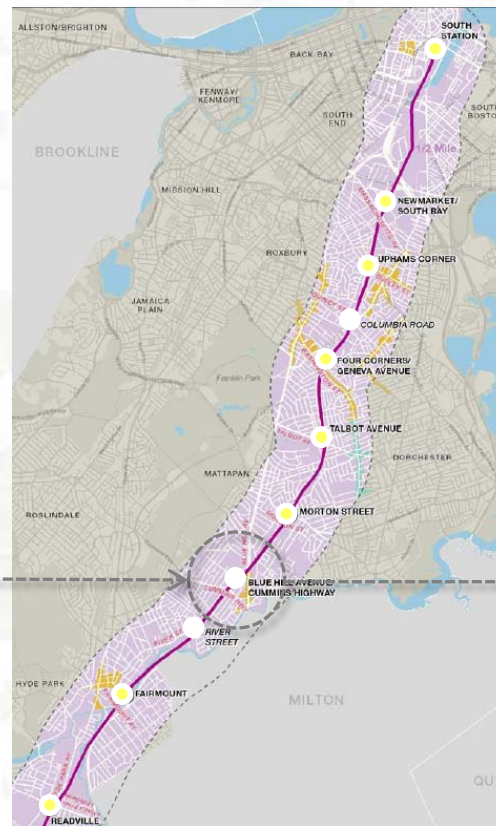 ALLSTON/BRIGHTON
SOUTH
STATION
BACK BAY
FENWAY/
KENMORE
SOUTH
END
SOUTH
BOSTON
1/2 Mile
BROOKLINE
MISSION HILL
NEWMARKET/
SOUTH BAY
ROXBURY
UPHAMS CORNER
JAMAICA
PLAIN
COLUMBIA ROAD
Franklin Park
FOUR CORNERS/
GENEVA AVENUE
TALBOT AVENUE
DORCHESTER
MATTAPAN
ROSLINDALE
MORTON STREET
BLUE HILL AVENUE/
CUMMINS HIGHWAY
RIVER
STREET
HYDE PARK
FAIRMOUNT
MILTON
READVILLE